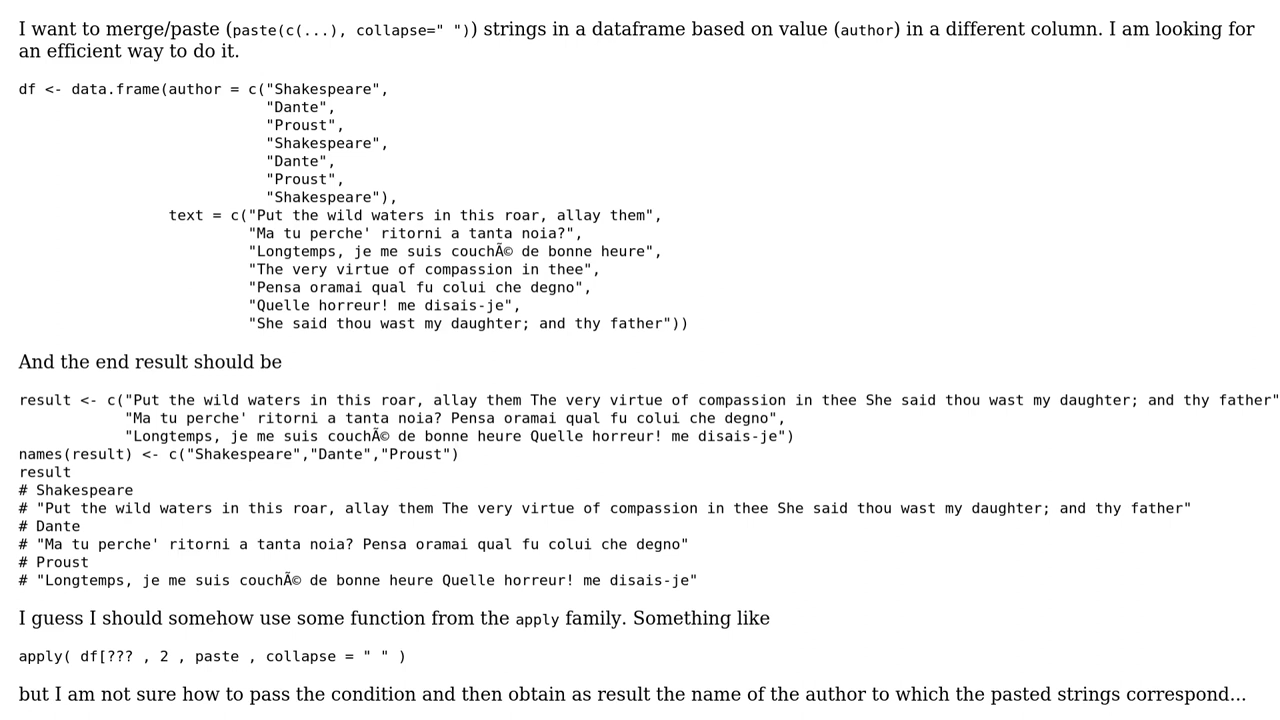 I want to merge/paste (paste(c(...), collapse=" ")) strings in a dataframe based on value (author) in a different column. I am looking for
an efficient way to do it.
df <- data.frame(author = c("Shakespeare",
"Dante",
"Proust",
"Shakespeare",
"Dante",
"Proust",
"Shakespeare"),
text = c("Put the wild waters in this roar, allay them",
"Ma tu perche' ritorni a tanta noia?",
"Longtemps, je me suis couchÃ© de bonne heure",
"The very virtue of compassion in thee",
"Pensa oramai qual fu colui che degno",
"Quelle horreur! me disais-je",
"She said thou wast my daughter; and thy father"))
And the end result should be
result <- c("Put the wild waters in this roar, allay them The very virtue of compassion in thee She said thou wast my daughter; and thy father"
"Ma tu perche' ritorni a tanta noia? Pensa oramai qual fu colui che degno",
"Longtemps, je me suis couchÃ© de bonne heure Quelle horreur! me disais-je")
names(result) <- c("Shakespeare","Dante","Proust")
result
# Shakespeare
# "Put the wild waters in this roar, allay them The very virtue of compassion in thee She said thou wast my daughter; and thy father"
# Dante
# "Ma tu perche' ritorni a tanta noia? Pensa oramai qual fu colui che degno"
# Proust
# "Longtemps, je me suis couchÃ© de bonne heure Quelle horreur! me disais-je"
I guess I should somehow use some function from the apply family. Something like
apply( df[??? , 2 , paste , collapse = " " )
but I am not sure how to pass the condition and then obtain as result the name of the author to which the pasted strings correspond...